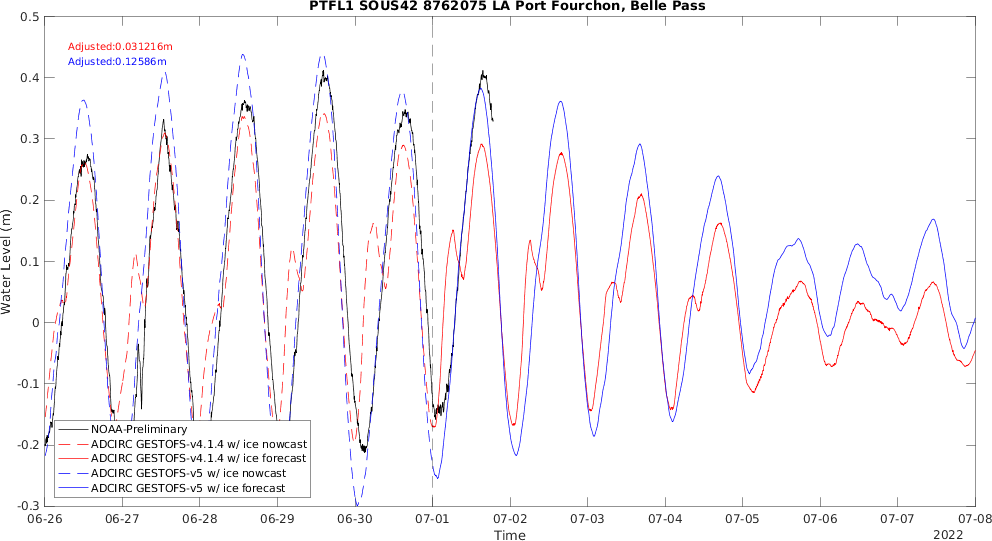 PTFL1 SOUS42 8762075 LA Port Fourchon, Belle Pass
0.5
0.4
0.3
0.2
0.1
0
-0.1
-0.2
-0.3
Water Level (m)
Adjusted:0.031216m
Adjusted:0.12586m
NOAA-Preliminary
ADCIRC GESTOFS-v4.1.4 w/ ice nowcast
ADCIRC GESTOFS-v4.1.4 w/ ice forecast
ADCIRC GESTOFS-v5 w/ ice nowcast
ADCIRC GESTOFS-v5 w/ ice forecast
06-26 06-27 06-28 06-29 06-30 07-01 07-02 07-03 07-04 07-05 07-06 07-07 07-08
Time
2022